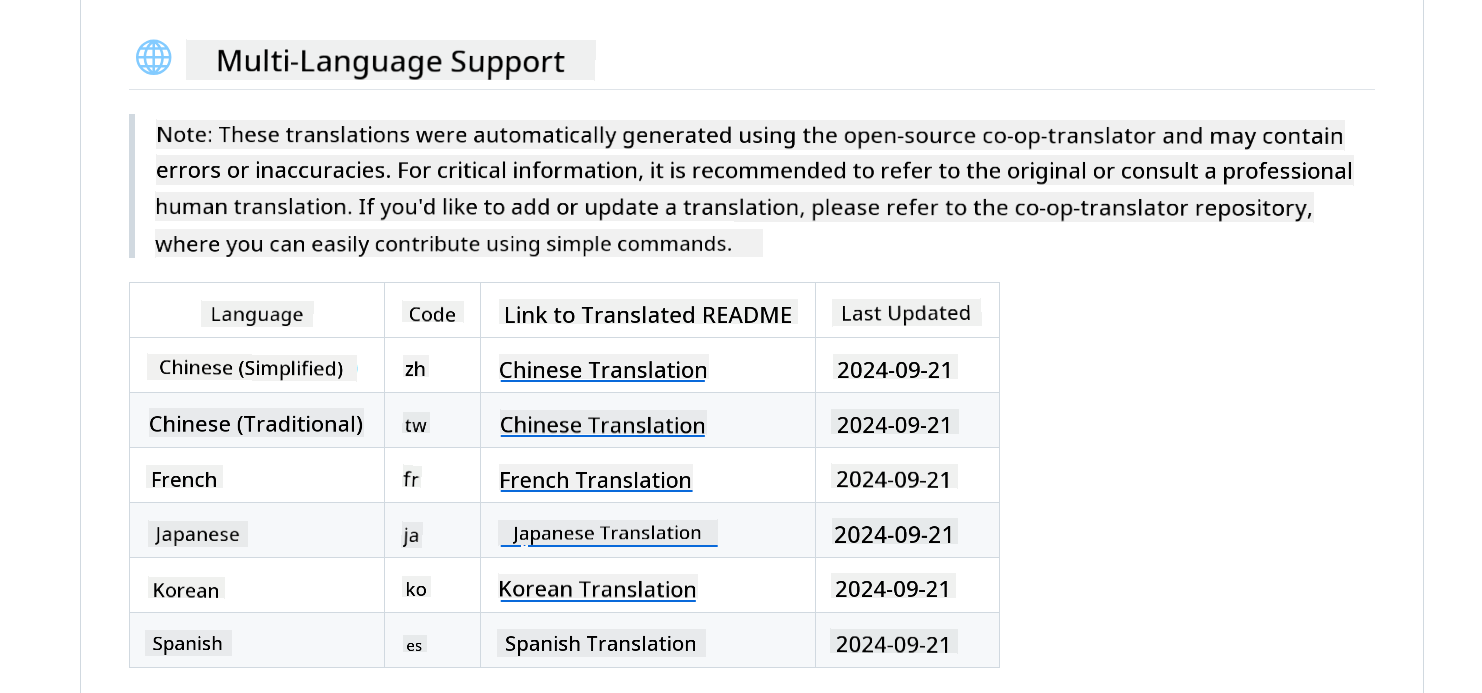 Multi-Language Support
Note: These translations were automatically generated using the open-source co-op-translator and may contain
errors or inaccuracies. For critical information, it is recommended to refer to the original or consult a professional
human translation. If you'd like to add or update a translation, please refer to the co-op-translator repository,
where you can easily contribute using simple commands.
Language Code Link to Translated README Last Updated
Chinese (Simplified) zh Chinese Translation 2024-09-21
Chinese (Traditional) tw Chinese Translation 2024-09-21
French fr French Translation 2024-09-21
Japanese ja Japanese Translation 2024-09-21
Korean ko Korean Translation 2024-09-21
Spanish es Spanish Translation 2024-09-21